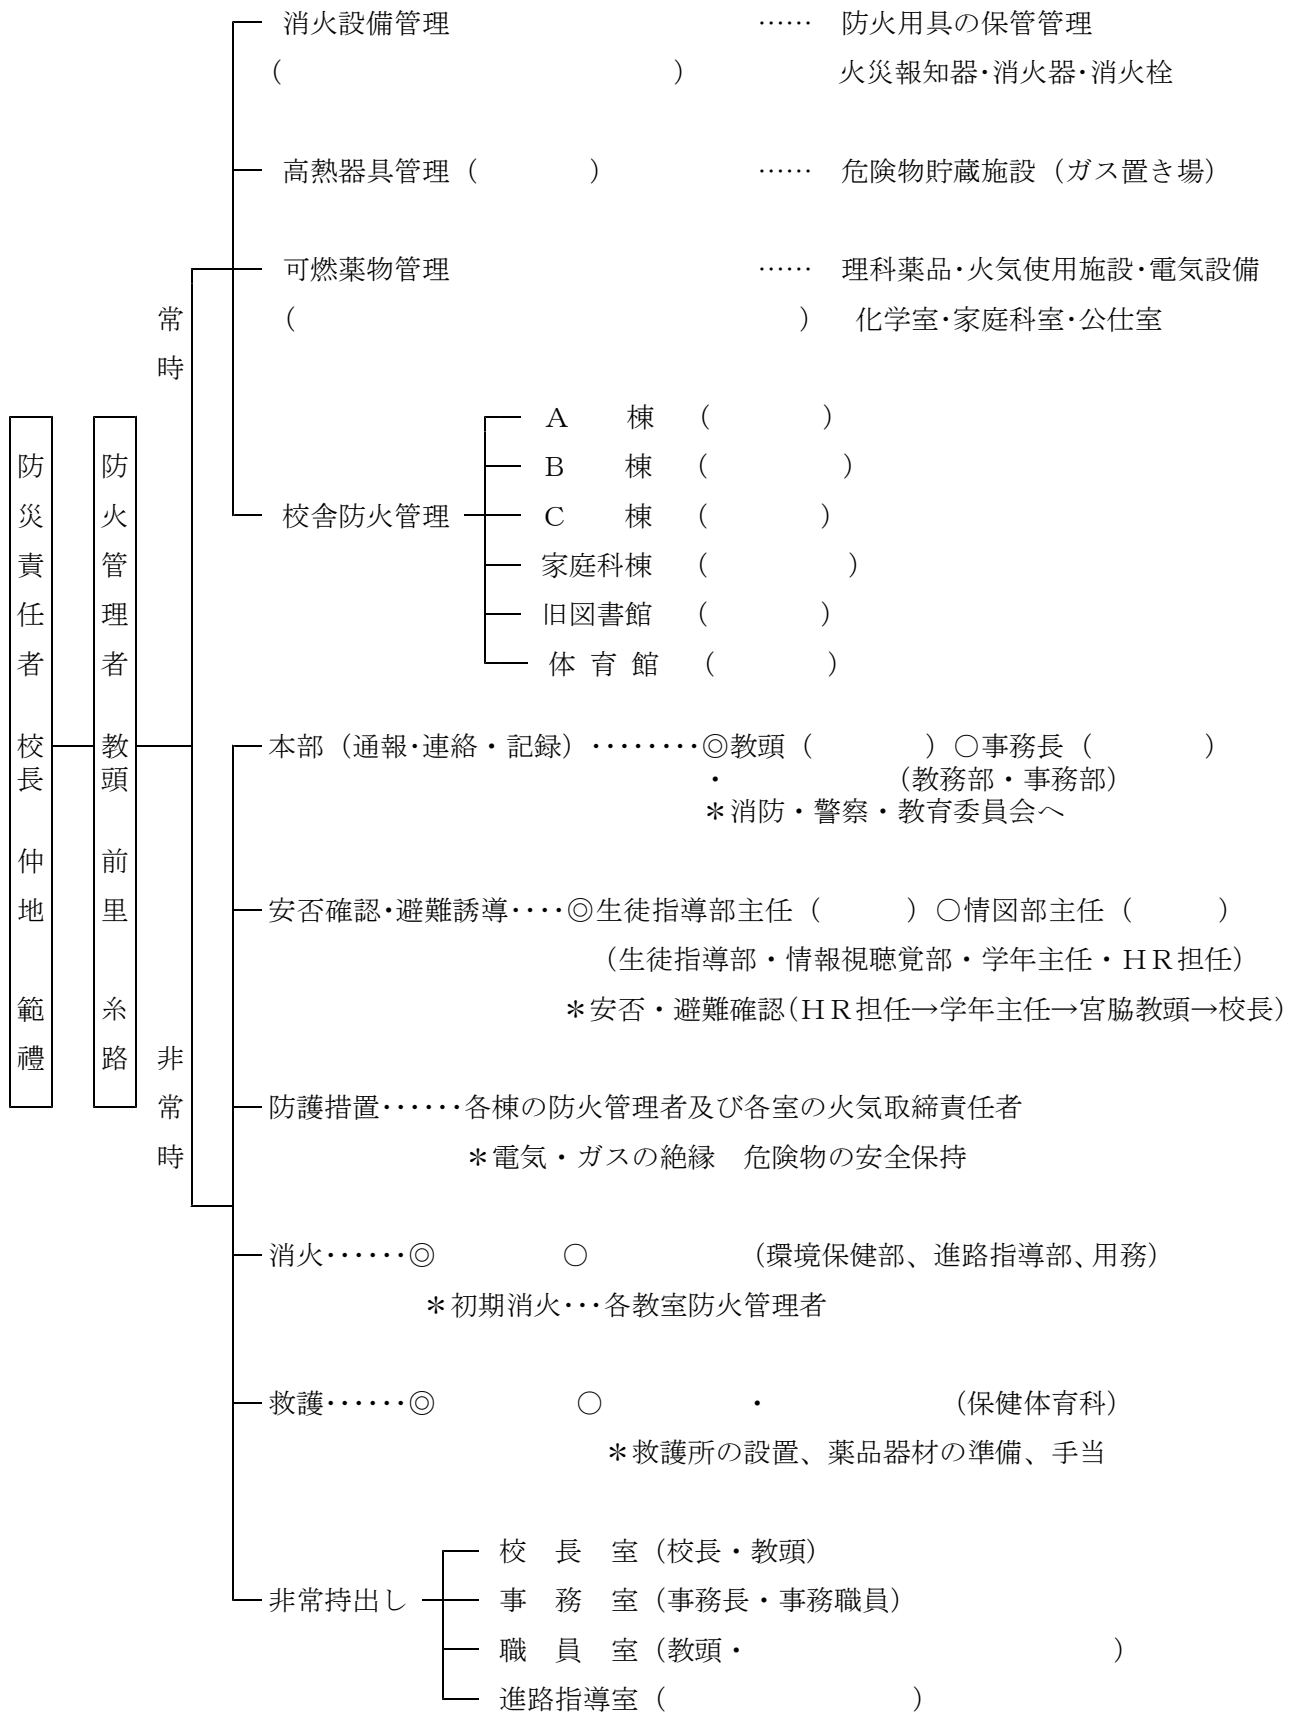 防災責任者 校長 仲地 範禮
防火管理者 教頭 前里 糸路
常時
消火設備管理 …… 防火用具の保管管理
（ ） 火災報知器・消火器・消火栓
高熱器具管理（ ） …… 危険物貯蔵施設（ガス置き場）
可燃薬物管理 …… 理科薬品・火気使用施設・電気設備
（ ） 化学室・家庭科室・公仕室
校舎防火管理
Ａ 棟 （ ）
Ｂ 棟 （ ）
Ｃ 棟 （ ）
家庭科棟 （ ）
旧図書館 （ ）
体 育 館 （ ）
非常時
本部（通報・連絡・記録）・・・・・・・・◎教頭（ ）○事務長（ ）
・ （教務部・事務部）
＊消防・警察・教育委員会へ
安否確認・避難誘導・・・・◎生徒指導部主任（ ）○情図部主任（ ）
（生徒指導部・情報視聴覚部・学年主任・ＨＲ担任）
＊安否・避難確認（ＨＲ担任→学年主任→宮脇教頭→校長）
防護措置・・・・・・各棟の防火管理者及び各室の火気取締責任者
＊電気・ガスの絶縁 危険物の安全保持
消火・・・・・・◎ ○ （環境保健部、進路指導部、用務）
＊初期消火・・・各教室防火管理者
救護・・・・・・◎ ○ ・ （保健体育科）
＊救護所の設置、薬品器材の準備、手当
非常持出し
校 長 室（校長・教頭）
事 務 室（事務長・事務職員）
職 員 室（教頭・ ）
進路指導室（ ）